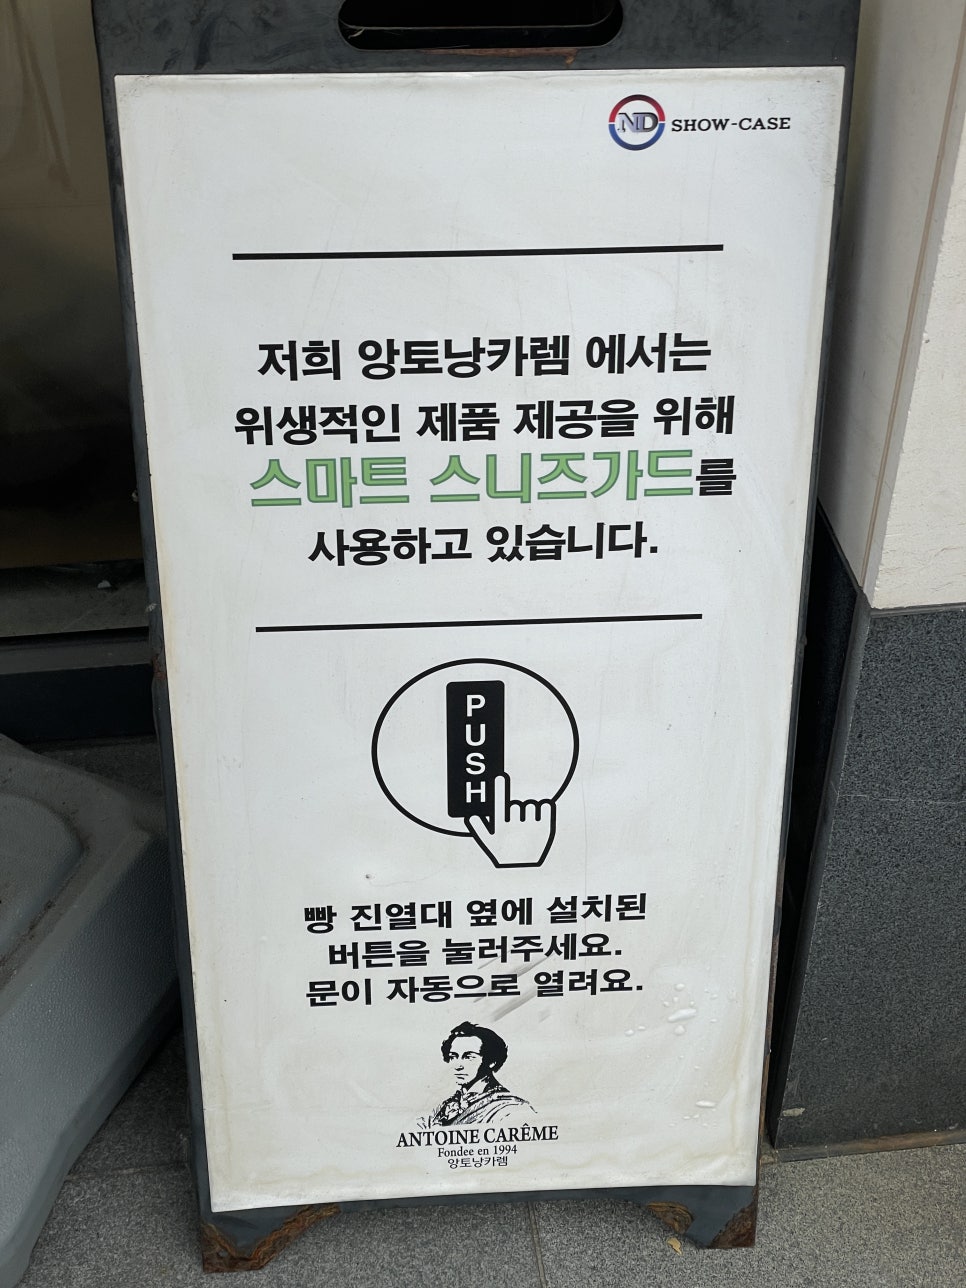 ND SHOW-CASE
저희 앙토낭카렘 에서는
위생적인 제품 제공을 위해
스마트 스니즈가드를
사용하고 있습니다.
PUSH
빵 진열대 옆에 설치된
버튼을 눌러주세요.
문이 자동으로 열려요.
ANTOINE CARÊME
Fondee en 1994
앙토낭카렘